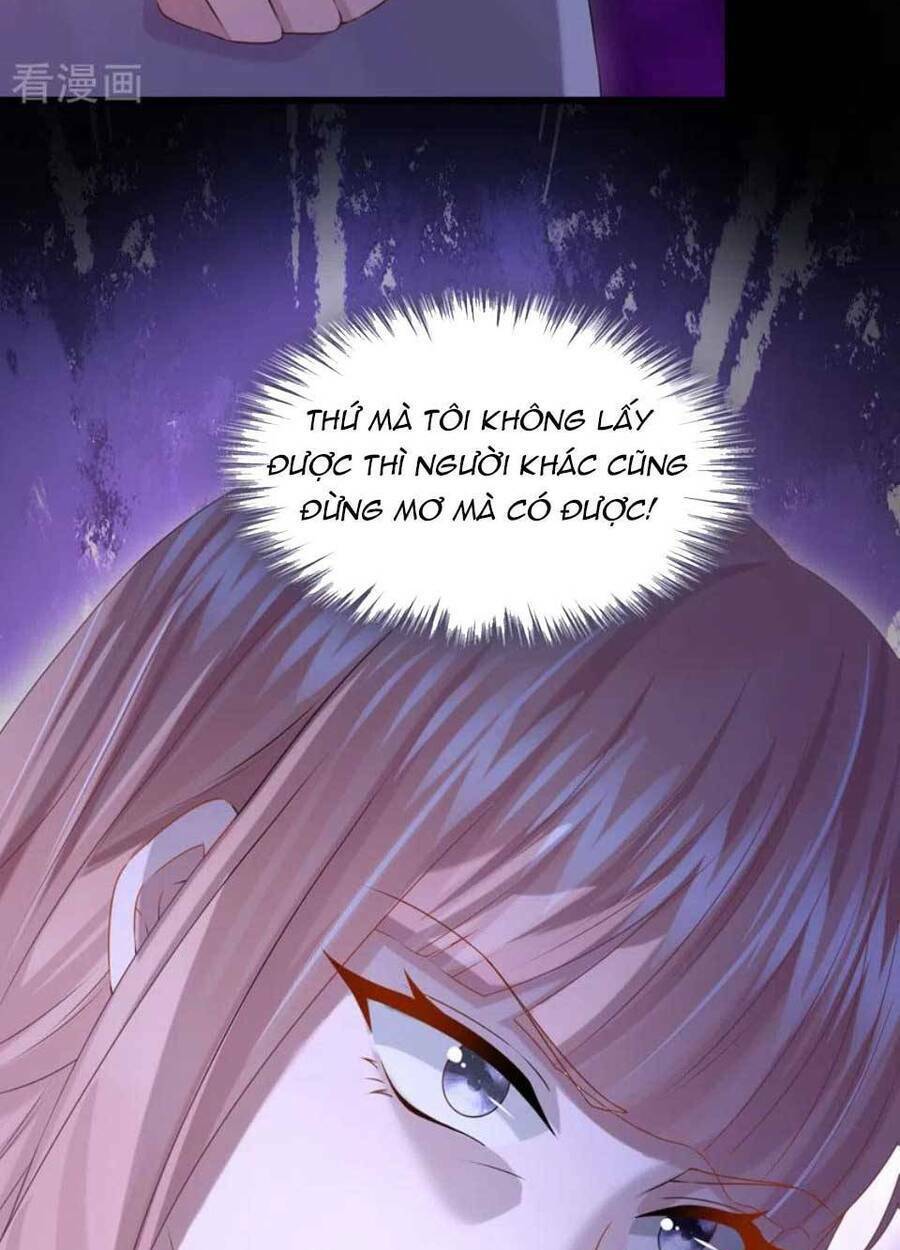 看漫画
THỨ MÀ TÔI KHÔNG LẤY
ĐƯỢC THÌ NGƯỜI KHÁC CŨNG
ĐỪNG MƠ MÀ CÓ ĐƯỢC!